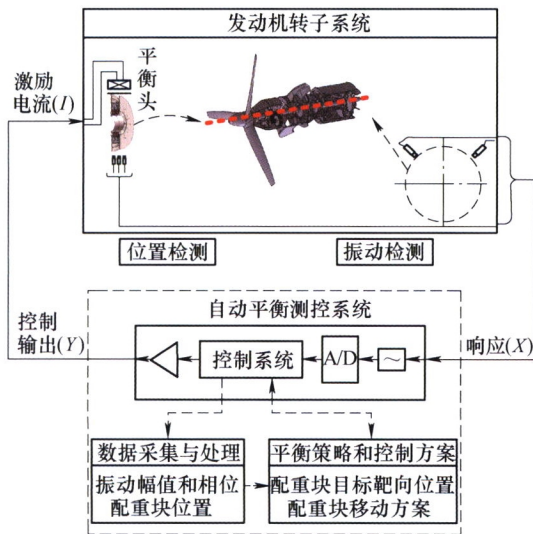 发动机转子系统
激励
电流(I)
平
衡
头
位置检测
振动检测
自动平衡测控系统
控制
输出(Y)
控制系统
A/D
~
响应(X)
数据采集与处理
振动幅值和相位
配重块位置
平衡策略和控制方案
配重块目标靶向位置
配重块移动方案